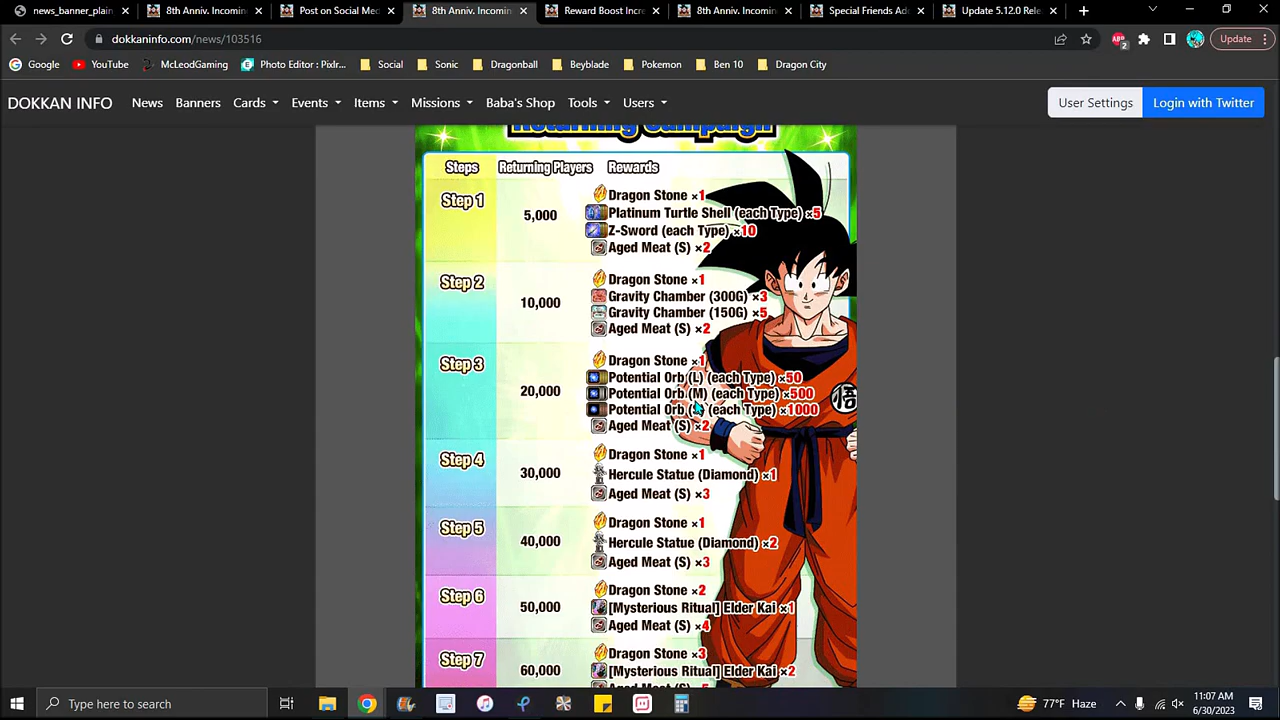 news_banner_plain
8th Anniv. Incomin
Post on Social Med
8th Anniv. Incomin
Reward Boost Incre
8th Anniv. Incomin
Special Friends Ad
Update 5.12.0 Rele
dokkaninfo.com/news/103516
Update
Google
YouTube
McLeodGaming
Photo Editor : Pixlr...
Social
Sonic
Dragonball
Beyblade
Pokemon
Ben 10
Dragon City
DOKKAN INFO
News
Banners
Cards
Events
Items
Missions
Baba's Shop
Tools
Users
User Settings
Login with Twitter
Returning Campaign
Steps Returning Players Rewards
Step 1
5,000
Dragon Stone ×1
Platinum Turtle Shell (each Type) ×5
Z-Sword (each Type) ×10
Aged Meat (S) ×2
Step 2
10,000
Dragon Stone ×1
Gravity Chamber (300G) ×3
Gravity Chamber (150G) ×5
Aged Meat (S) ×2
Step 3
20,000
Dragon Stone ×1
Potential Orb (L) (each Type) ×50
Potential Orb (M) (each Type) ×500
Potential Orb (each Type) ×1000
Aged Meat (S) ×2
Step 4
30,000
Dragon Stone ×1
Hercule Statue (Diamond) ×1
Aged Meat (S) ×3
Step 5
40,000
Dragon Stone ×1
Hercule Statue (Diamond) ×2
Aged Meat (S) ×3
Step 6
50,000
Dragon Stone ×2
[Mysterious Ritual] Elder Kai ×1
Aged Meat (S) ×4
Step 7
60,000
Dragon Stone ×3
[Mysterious Ritual] Elder Kai ×2
悟
Type here to search
77°F Haze
11:07 AM
6/30/2023